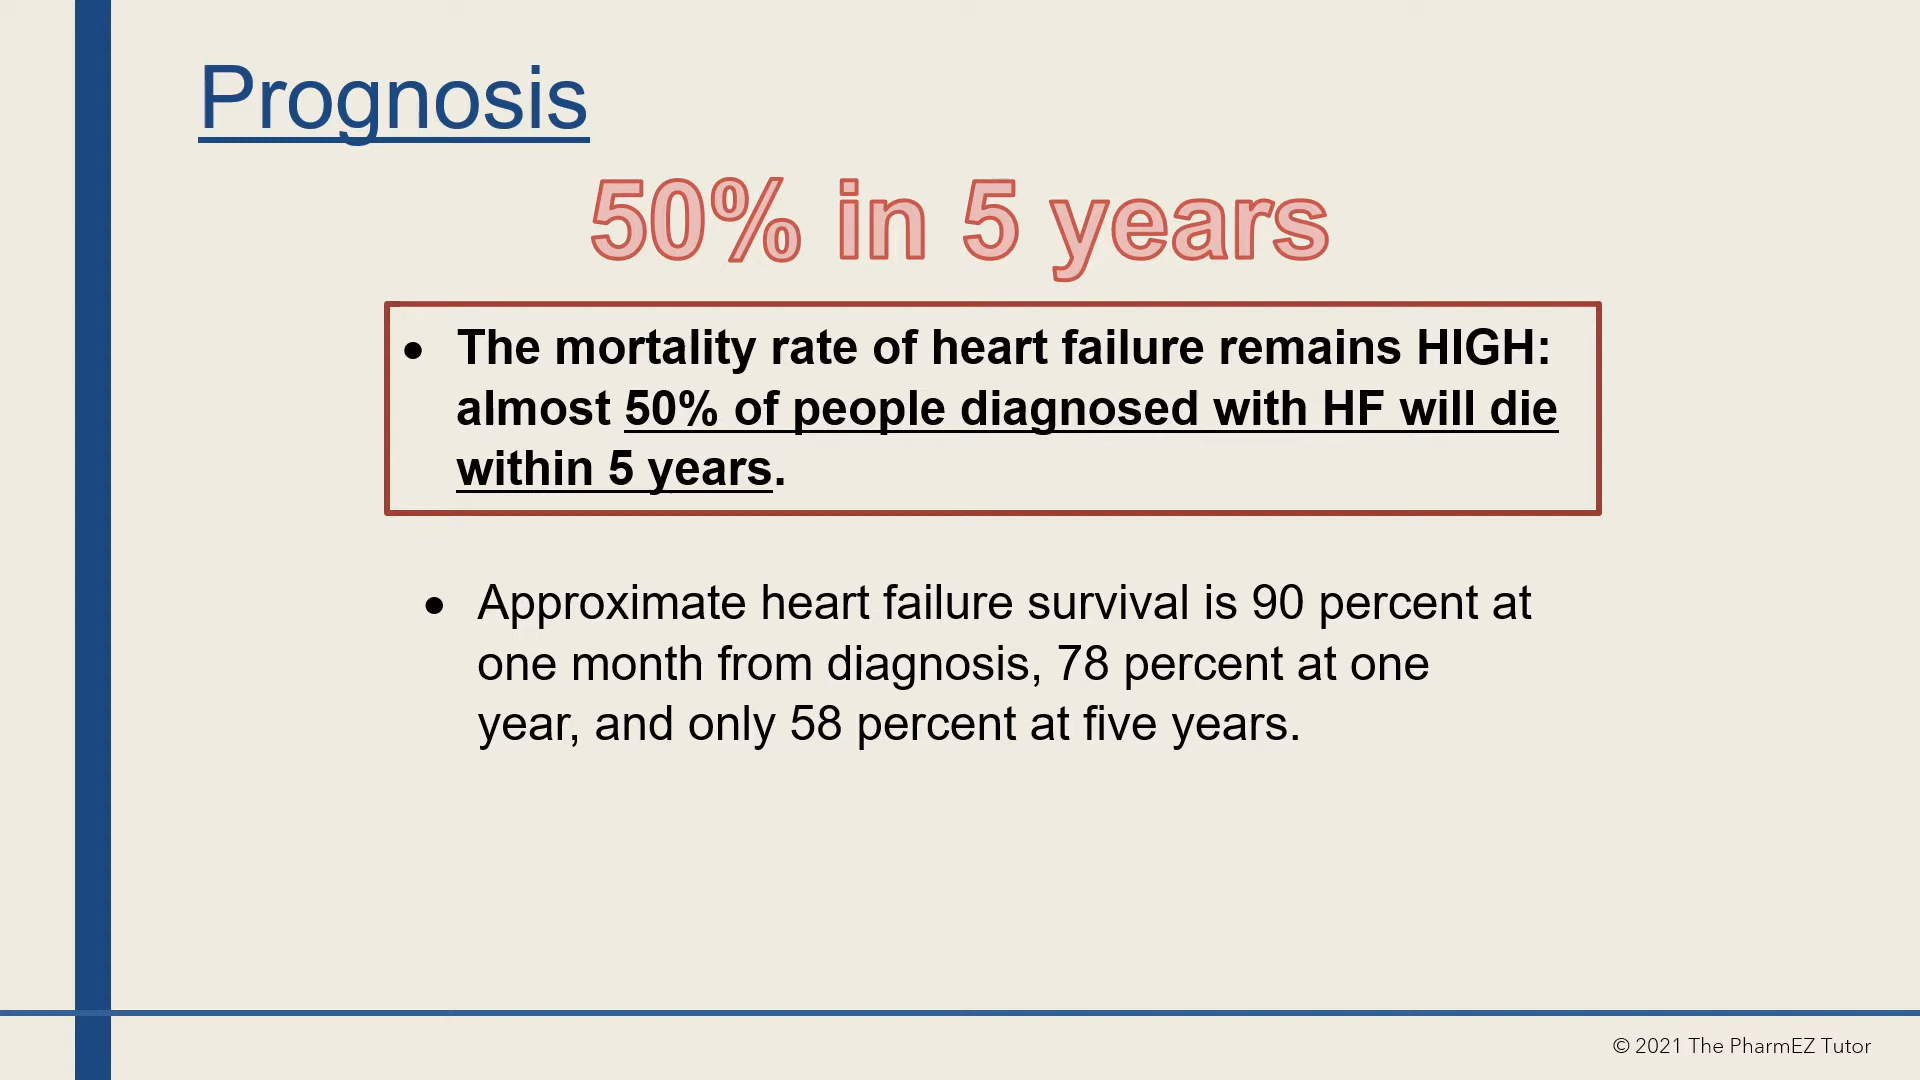 Prognosis
50% in 5 years
• The mortality rate of heart failure remains HIGH:
almost 50% of people diagnosed with HF will die
within 5 years.
• Approximate heart failure survival is 90 percent at
one month from diagnosis, 78 percent at one
year, and only 58 percent at five years.
© 2021 The PharmEZ Tutor